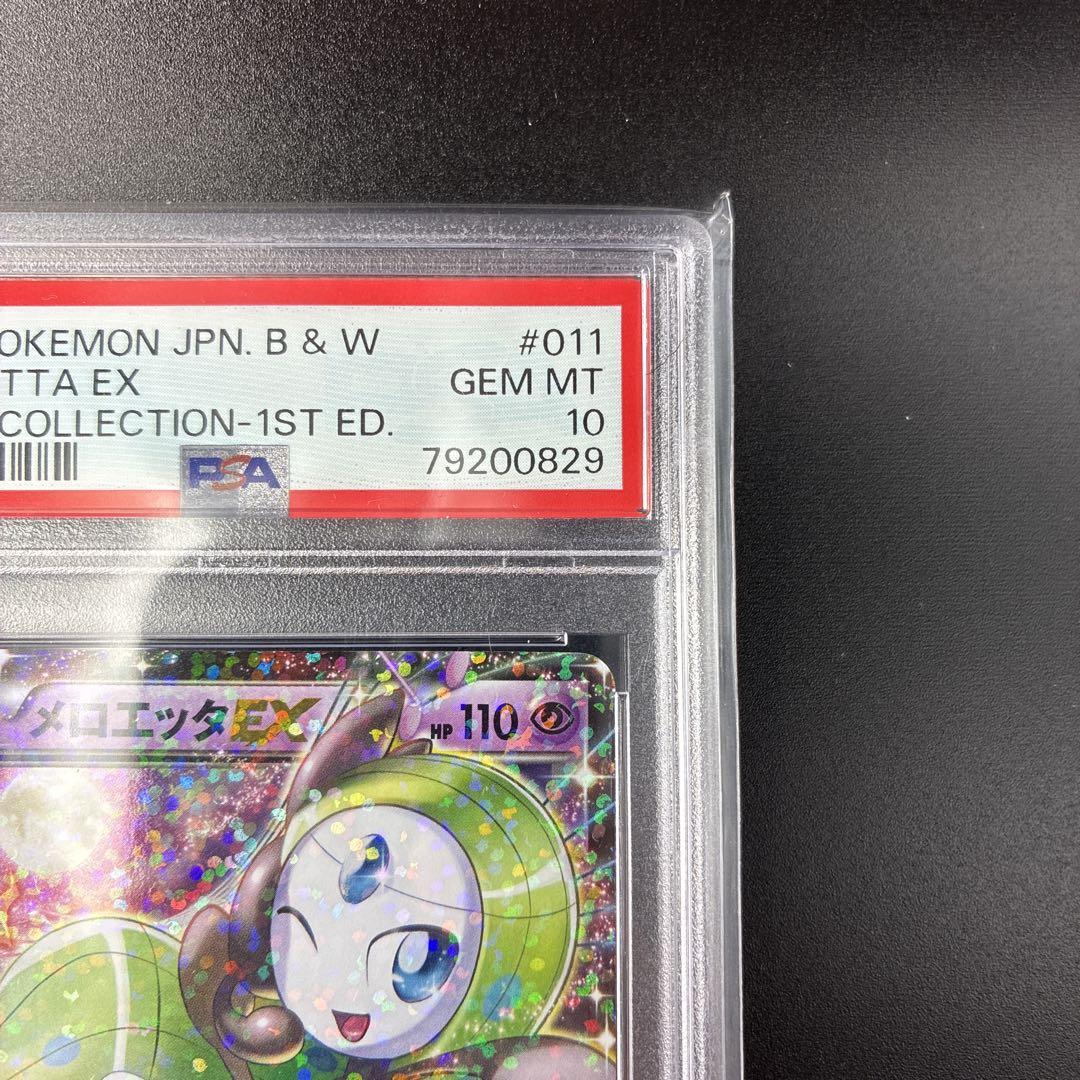 OKEMON JPN. B & W #011
TTA EX GEM MT
COLLECTION-1ST ED. 10
PSA 79200829
メロエッタEX HP 110